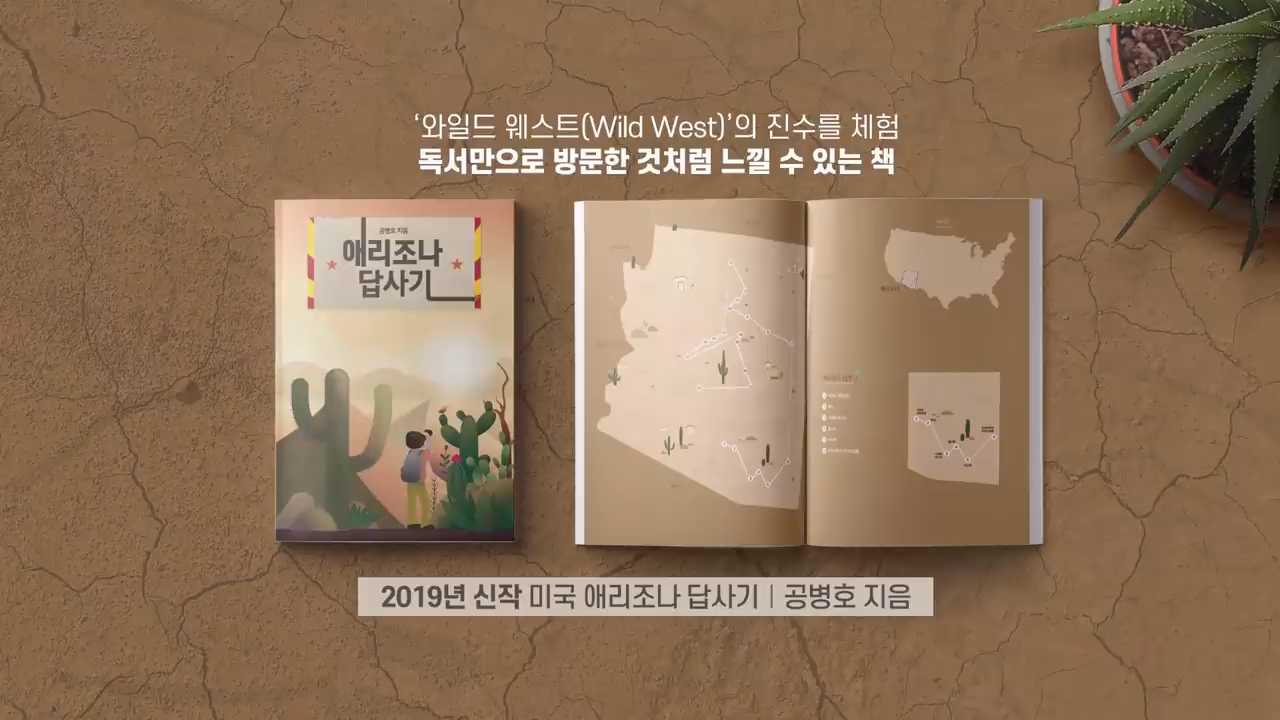 ‘와일드 웨스트(Wild West)’의 진수를 체험
독서만으로 방문한 것처럼 느낄 수 있는 책
공병호 지음
애리조나
답사기
2019년 신작 미국 애리조나 답사기 | 공병호 지음